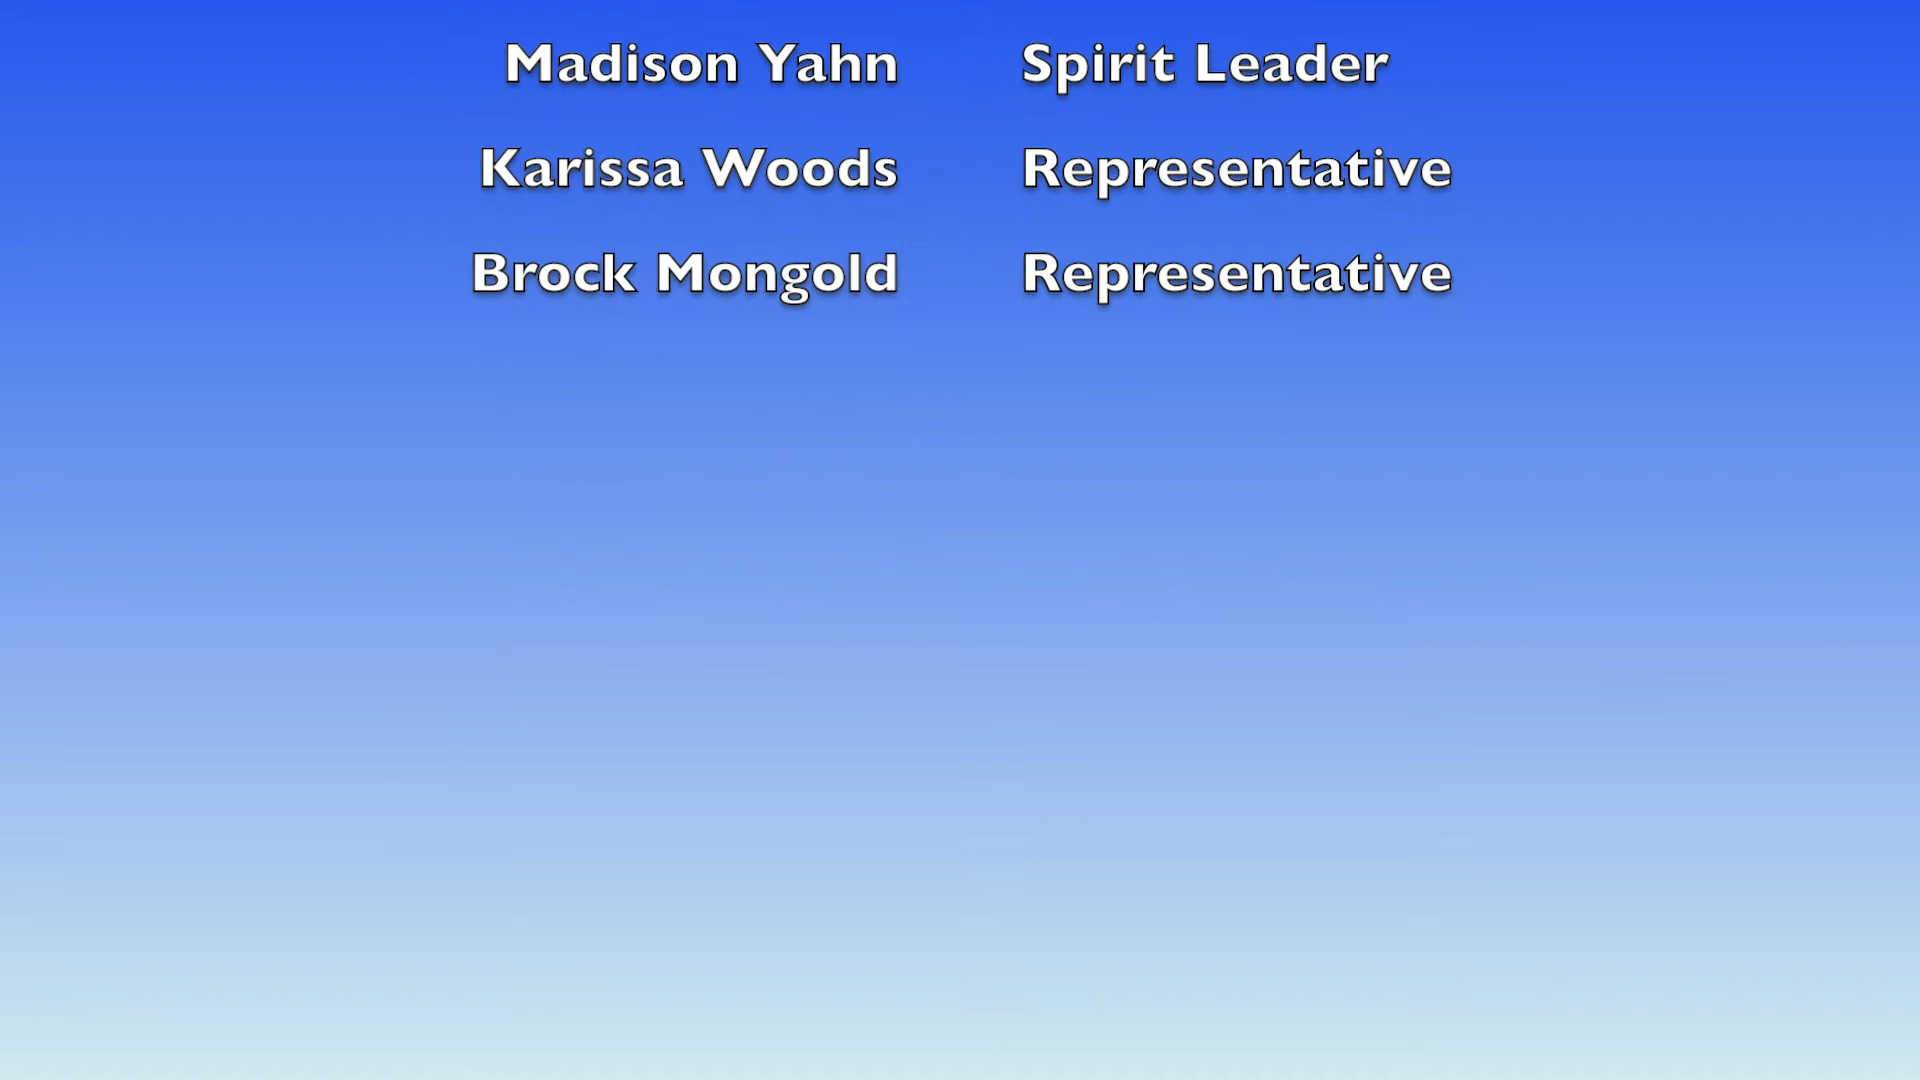 Madison Yahn Spirit Leader
Karissa Woods Representative
Brock Mongold Representative